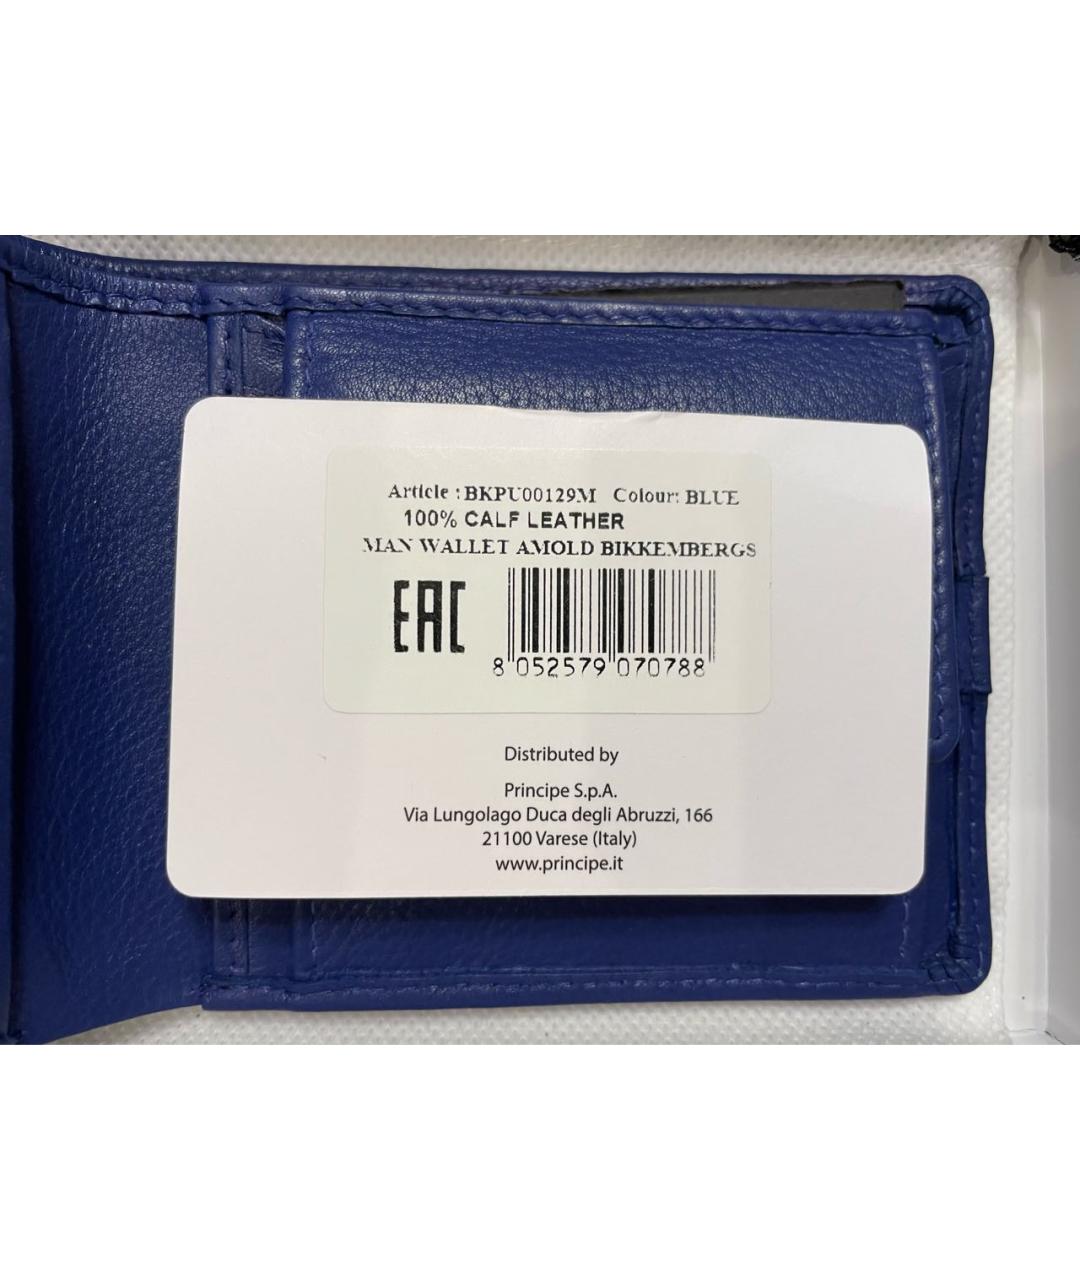 Article : BKPU00129M Colour: BLUE
100% CALF LEATHER
MAN WALLET AMOLD BIKKEMBERGS
EAC
8 052579 070788
Distributed by
Principe S.p.A.
Via Lungolago Duca degli Abruzzi, 166
21100 Varese (Italy)
www.principe.it